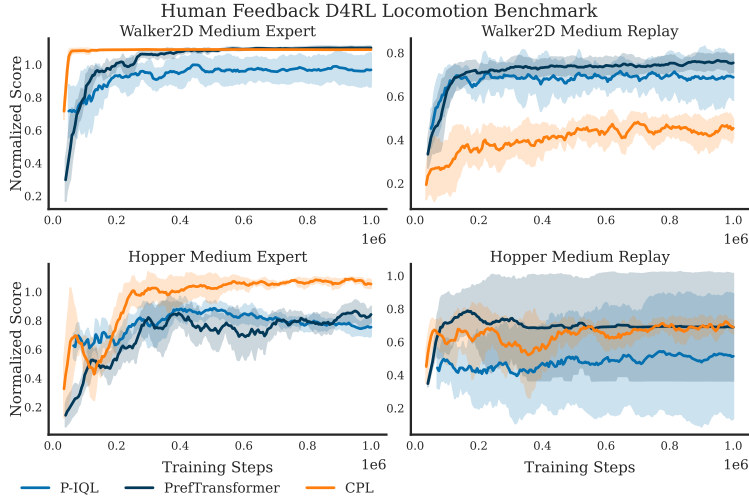 Human Feedback D4RL Locomotion Benchmark
Walker2D Medium Expert
Walker2D Medium Replay
Normalized Score
1.0
0.8
0.6
0.4
0.2
0.0 0.2 0.4 0.6 0.8 1.0
1e6
0.8
0.6
0.4
0.2
0.0 0.2 0.4 0.6 0.8 1.0
1e6
Hopper Medium Expert
Hopper Medium Replay
Normalized Score
1.0
0.8
0.6
0.4
0.2
0.0 0.2 0.4 0.6 0.8 1.0
1e6
Training Steps
1.0
0.8
0.6
0.4
0.2
0.0 0.2 0.4 0.6 0.8 1.0
1e6
Training Steps
P-IQL PrefTransformer CPL